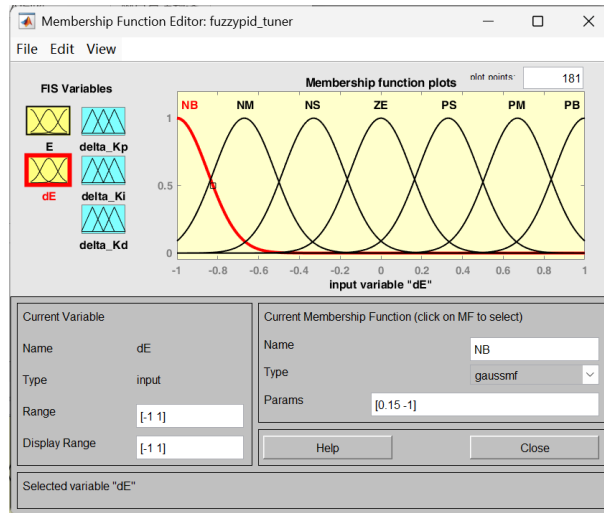 Membership Function Editor: fuzzypid_tuner
File Edit View
FIS Variables
E
delta_Kp
dE
delta_Ki
delta_Kd
Membership function plots
plot points:
181
NB NM NS ZE PS PM PB
1
0.5
0
-1 -0.8 -0.6 -0.4 -0.2 0 0.2 0.4 0.6 0.8 1
input variable "dE"
Current Variable
Name dE
Type input
Range [-1 1]
Display Range [-1 1]
Current Membership Function (click on MF to select)
Name NB
Type gaussmf
Params [0.15 -1]
Help
Close
Selected variable "dE"